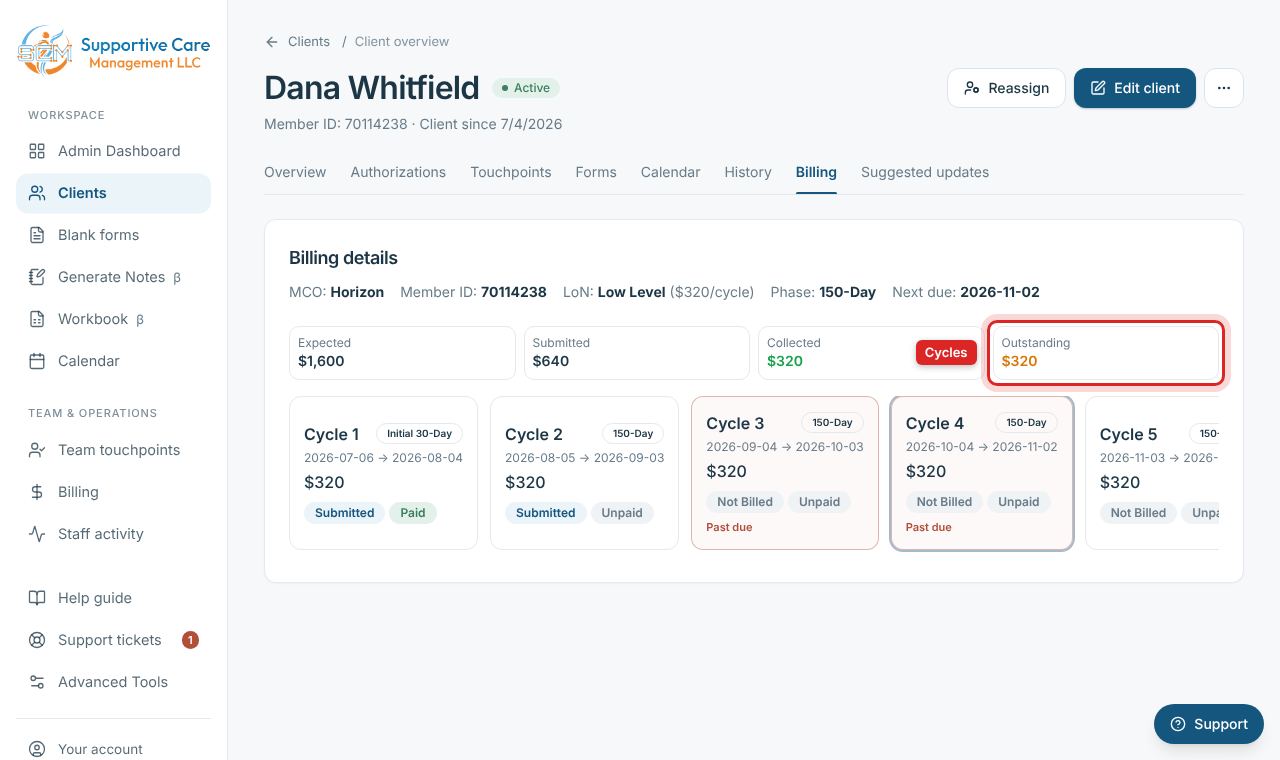 SCM Supportive Care
Management LLC
WORKSPACE
Admin Dashboard
Clients
Blank forms
Generate Notes β
Workbook β
Calendar
TEAM & OPERATIONS
Team touchpoints
Billing
Staff activity
Help guide
Support tickets 1
Advanced Tools
Your account
← Clients / Client overview
Dana Whitfield Active
Member ID: 70114238 · Client since 7/4/2026
Reassign Edit client ...
Overview Authorizations Touchpoints Forms Calendar History Billing Suggested updates
Billing details
MCO: Horizon Member ID: 70114238 LoN: Low Level ($320/cycle) Phase: 150-Day Next due: 2026-11-02
Expected
$1,600
Submitted
$640
Collected
$320
Cycles
Outstanding
$320
Cycle 1 Initial 30-Day
2026-07-06 → 2026-08-04
$320
Submitted Paid
Cycle 2 150-Day
2026-08-05 → 2026-09-03
$320
Submitted Unpaid
Cycle 3 150-Day
2026-09-04 → 2026-10-03
$320
Not Billed Unpaid
Past due
Cycle 4 150-Day
2026-10-04 → 2026-11-02
$320
Not Billed Unpaid
Past due
Cycle 5 150-
2026-11-03 → 2026-
$320
Not Billed Unpa
Support